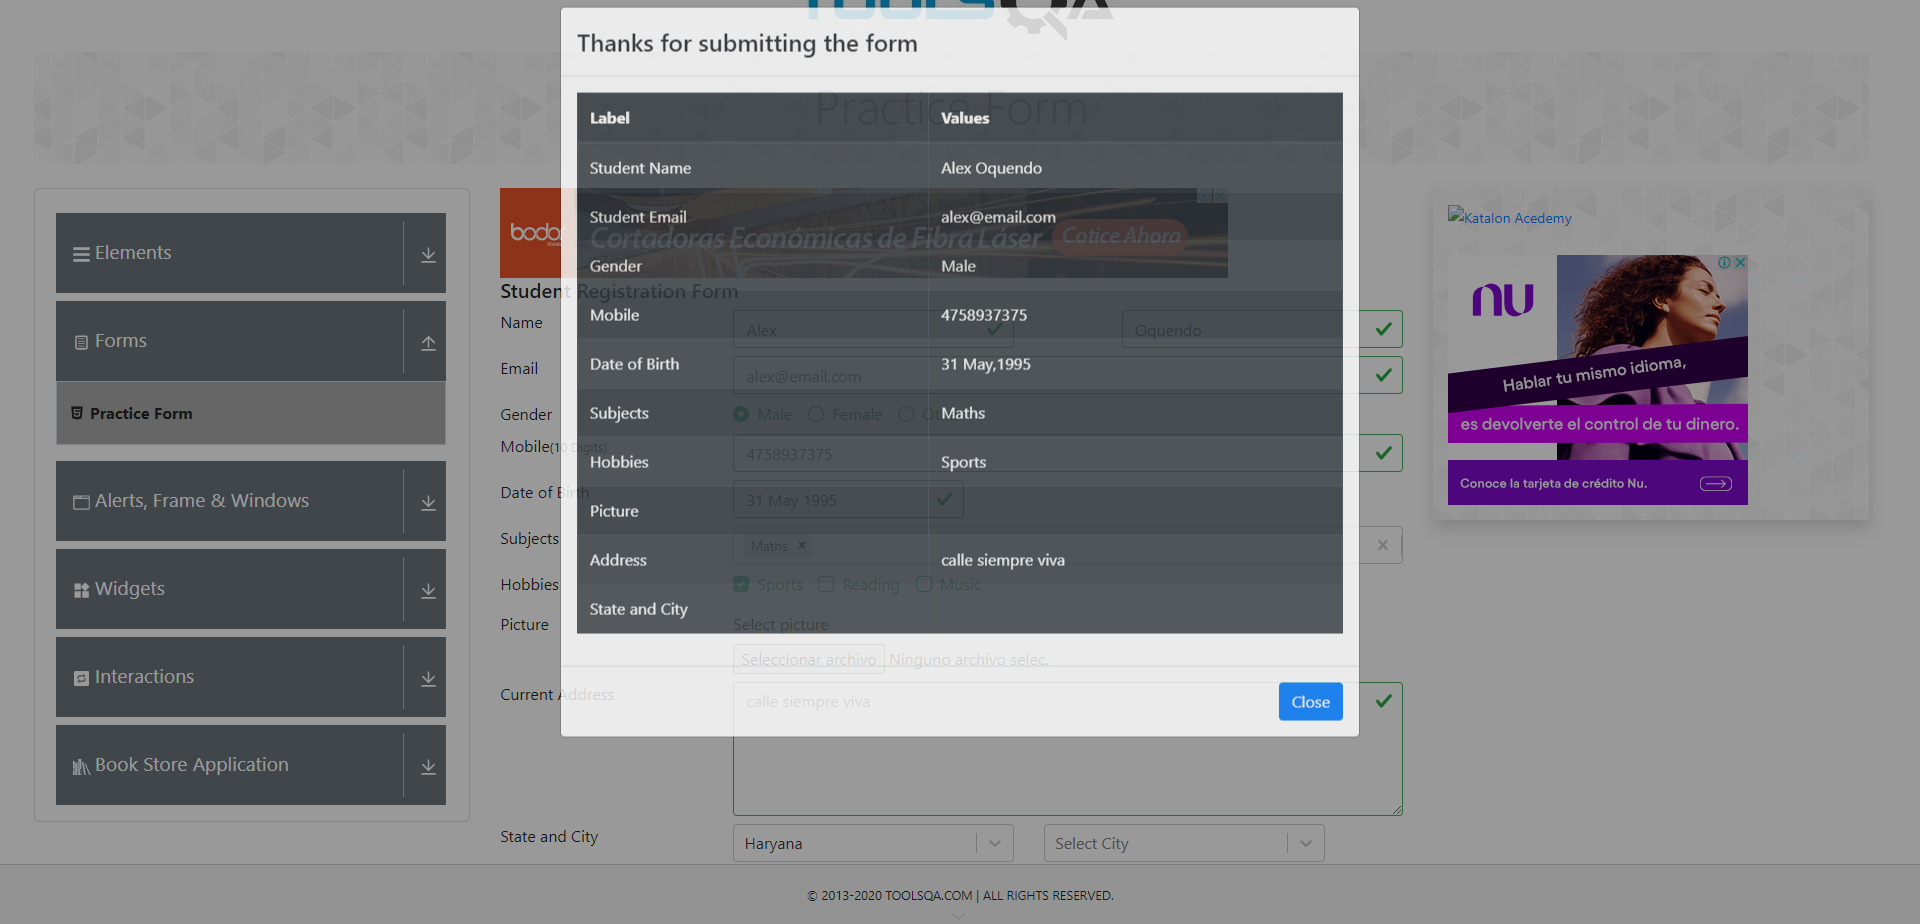 TOOLSQA
Thanks for submitting the form
Practice Form
Label Values
Student Name Alex Oquendo
Student Email alex@email.com
Gender Male
Mobile 4758937375
Date of Birth 31 May,1995
Subjects Maths
Hobbies Sports
Picture
Address calle siempre viva
State and City
Close
Elements
Forms
Practice Form
Alerts, Frame & Windows
Widgets
Interactions
Book Store Application
Cortadoras Económicas de Fibra Láser Cotice Ahora
Student Registration Form
Name Alex Oquendo
Email alex@email.com
Gender Male Female
Mobile(10 Digits) 4758937375
Date of Birth 31 May 1995
Subjects Maths
Hobbies Sports Reading Music
Picture Select picture
Seleccionar archivo Ninguno archivo selec.
Current Address calle siempre viva
State and City Haryana Select City
Katalon Acedemy
nu
Hablar tu mismo idioma,
es devolverte el control de tu dinero.
Conoce la tarjeta de crédito Nu.
© 2013-2020 TOOLSQA.COM | ALL RIGHTS RESERVED.